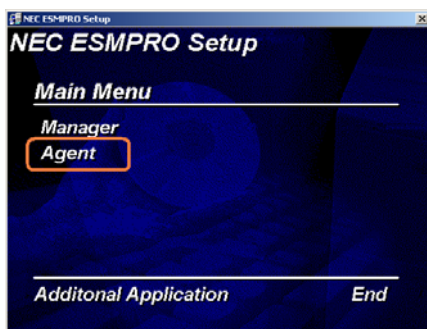 NEC ESMPRO Setup
NEC ESMPRO Setup
Main Menu
Manager
Agent
Additonal Application End